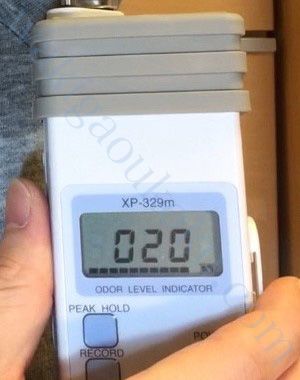 XP-329m
020
ODOR LEVEL INDICATOR
PEAK HOLD
RECORD